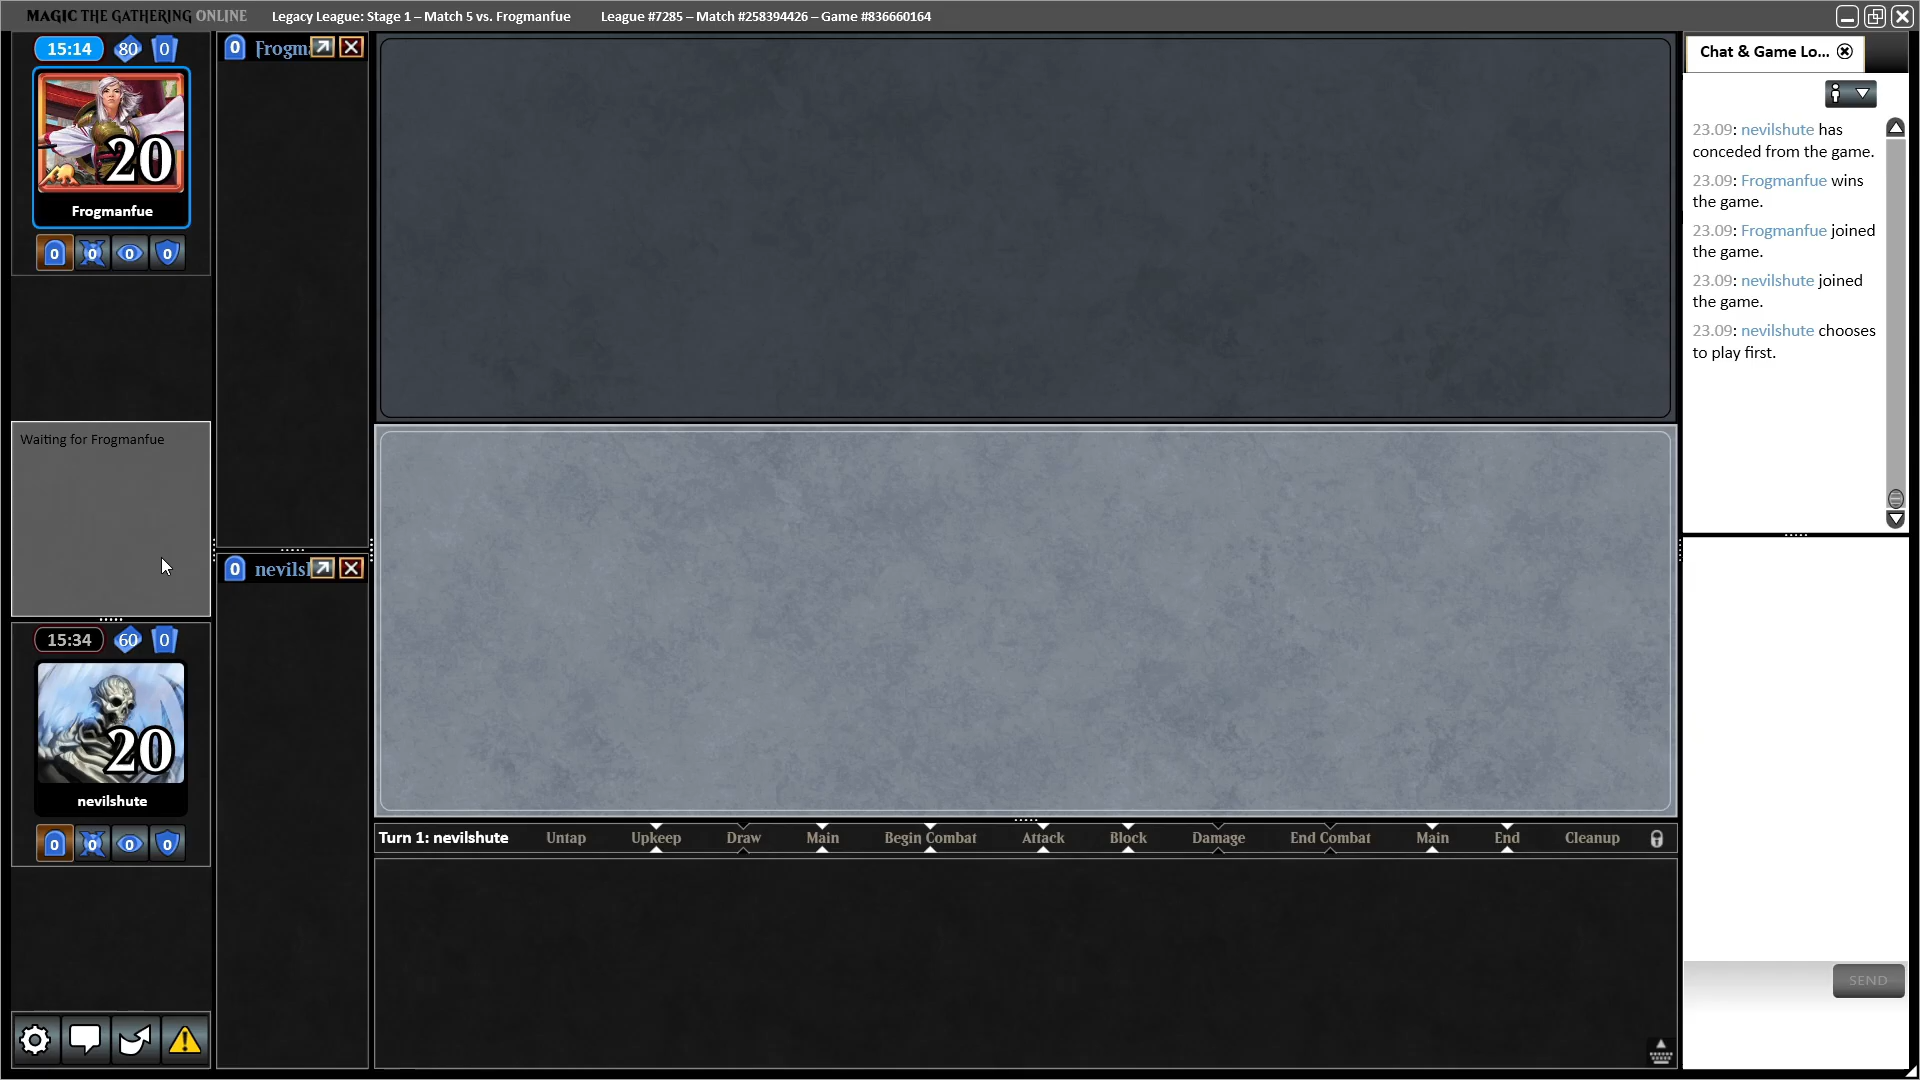 MAGIC THE GATHERING ONLINE
Legacy League: Stage 1 – Match 5 vs. Frogmanfue
League #7285 – Match #258394426 – Game #836660164
15:14 80 0
20
Frogmanfue
0 0 0 0
Waiting for Frogmanfue
15:34 60 0
20
nevilshute
0 0 0 0
0 Frogm
0 nevils
Turn 1: nevilshute Untap Upkeep Draw Main Begin Combat Attack Block Damage End Combat Main End Cleanup
Chat & Game Lo...
23.09: nevilshute has
conceded from the game.
23.09: Frogmanfue wins
the game.
23.09: Frogmanfue joined
the game.
23.09: nevilshute joined
the game.
23.09: nevilshute chooses
to play first.
SEND